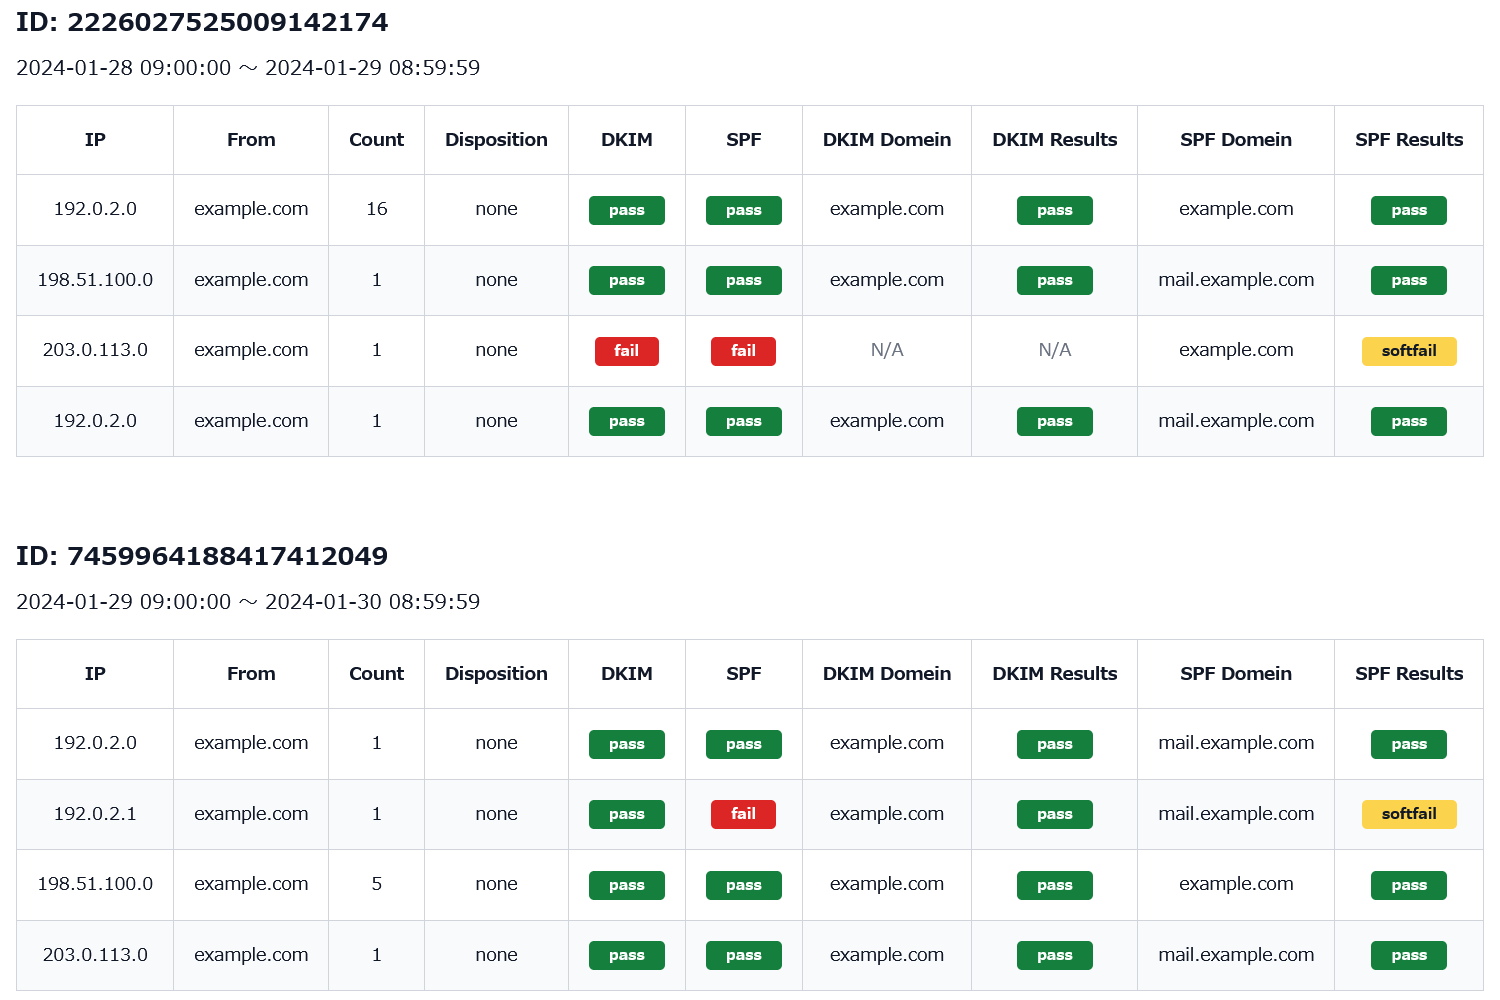 ID: 2226027525009142174
2024-01-28 09:00:00 ～ 2024-01-29 08:59:59
IP From Count Disposition DKIM SPF DKIM Domein DKIM Results SPF Domein SPF Results
192.0.2.0 example.com 16 none pass pass example.com pass example.com pass
198.51.100.0 example.com 1 none pass pass example.com pass mail.example.com pass
203.0.113.0 example.com 1 none fail fail N/A N/A example.com softfail
192.0.2.0 example.com 1 none pass pass example.com pass mail.example.com pass
ID: 7459964188417412049
2024-01-29 09:00:00 ～ 2024-01-30 08:59:59
IP From Count Disposition DKIM SPF DKIM Domein DKIM Results SPF Domein SPF Results
192.0.2.0 example.com 1 none pass pass example.com pass mail.example.com pass
192.0.2.1 example.com 1 none pass fail example.com pass mail.example.com softfail
198.51.100.0 example.com 5 none pass pass example.com pass example.com pass
203.0.113.0 example.com 1 none pass pass example.com pass mail.example.com pass